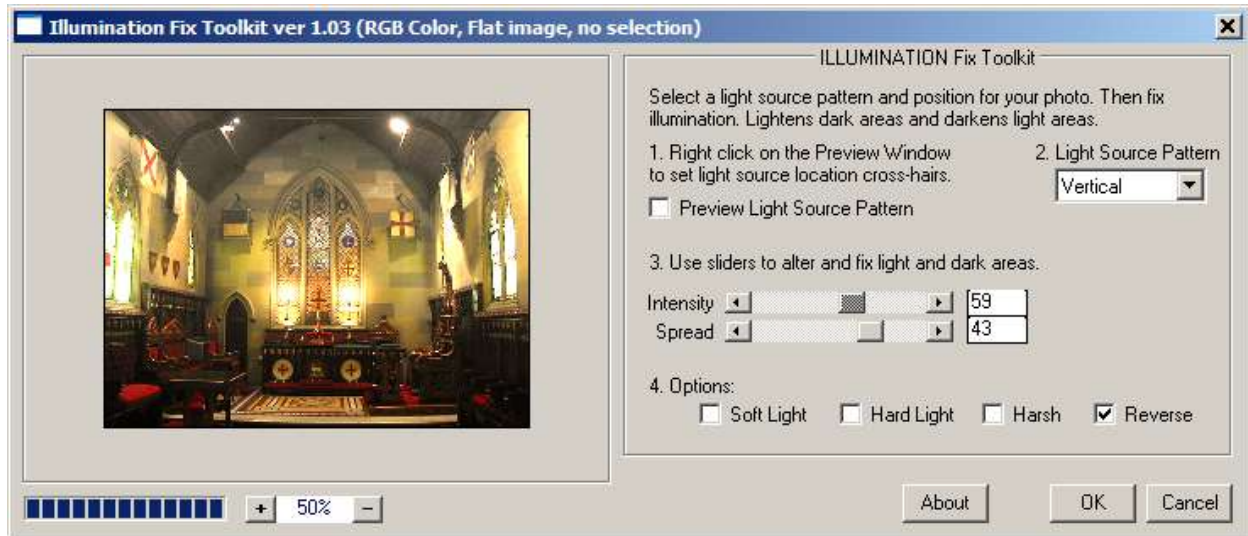 Illumination Fix Toolkit ver 1.03 (RGB Color, Flat image, no selection)
ILLUMINATION Fix Toolkit
Select a light source pattern and position for your photo. Then fix
illumination. Lightens dark areas and darkens light areas.
1. Right click on the Preview Window
to set light source location cross-hairs.
2. Light Source Pattern
Vertical
Preview Light Source Pattern
3. Use sliders to alter and fix light and dark areas.
Intensity 59
Spread 43
4. Options:
Soft Light Hard Light Harsh Reverse
+ 50% −
About OK Cancel